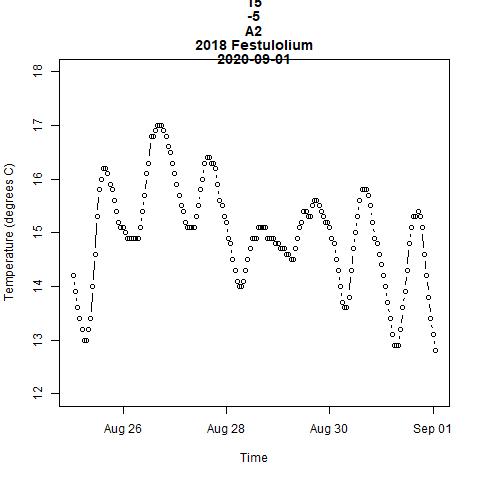 15
-5
A2
2018 Festulolium
2020-09-01
Temperature (degrees C)
18
17
16
15
14
13
12
Aug 26
Aug 28
Aug 30
Sep 01
Time